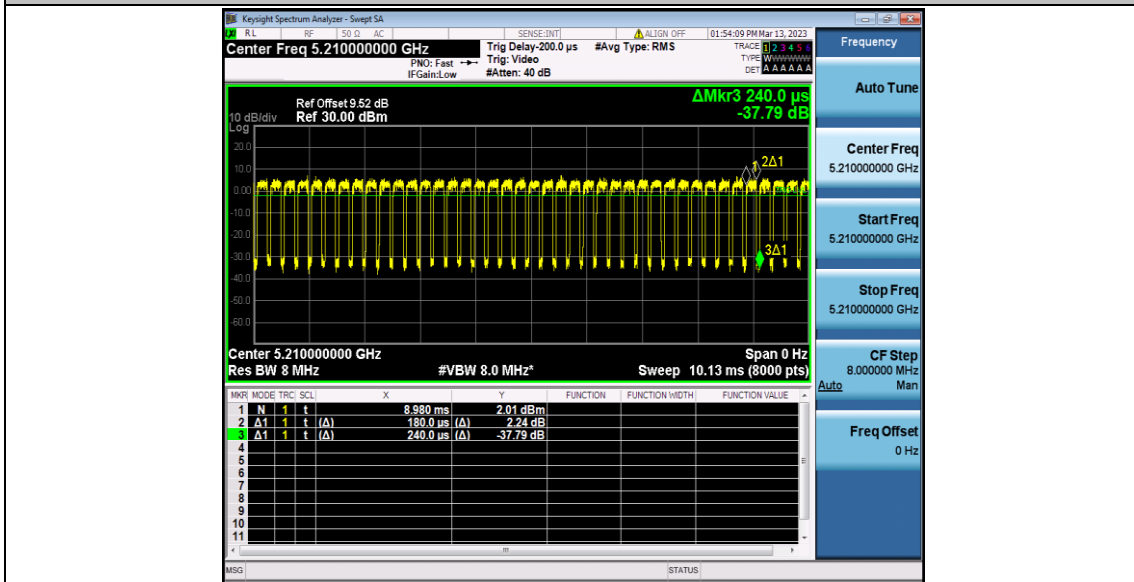 Keysight Spectrum Analyzer - Swept SA
RL RF 50 Ω AC SENSE:INT ALIGN OFF 01:54:09 PM Mar 13, 2023
Center Freq 5.210000000 GHz Trig Delay-200.0 µs #Avg Type: RMS TRACE 1 2 3 4 5 6
PNO: Fast Trig: Video TYPE W
IFGain:Low #Atten: 40 dB DET A A A A A A
Frequency
Auto Tune
Center Freq
5.210000000 GHz
Start Freq
5.210000000 GHz
Stop Freq
5.210000000 GHz
CF Step
8.000000 MHz
Auto Man
Freq Offset
0 Hz
ΔMkr3 240.0 µs
-37.79 dB
Ref Offset 9.52 dB
10 dB/div Ref 30.00 dBm
Log
20.0
10.0
0.00
-10.0
-20.0
-30.0
-40.0
-50.0
-60.0
1 2Δ1
3Δ1
Center 5.210000000 GHz Span 0 Hz
Res BW 8 MHz #VBW 8.0 MHz* Sweep 10.13 ms (8000 pts)
MKR MODE TRC SCL X Y FUNCTION FUNCTION WIDTH FUNCTION VALUE
1 N 1 t 8.980 ms 2.01 dBm
2 Δ1 1 t (Δ) 180.0 µs (Δ) 2.24 dB
3 Δ1 1 t (Δ) 240.0 µs (Δ) -37.79 dB
4
5
6
7
8
9
10
11
MSG STATUS